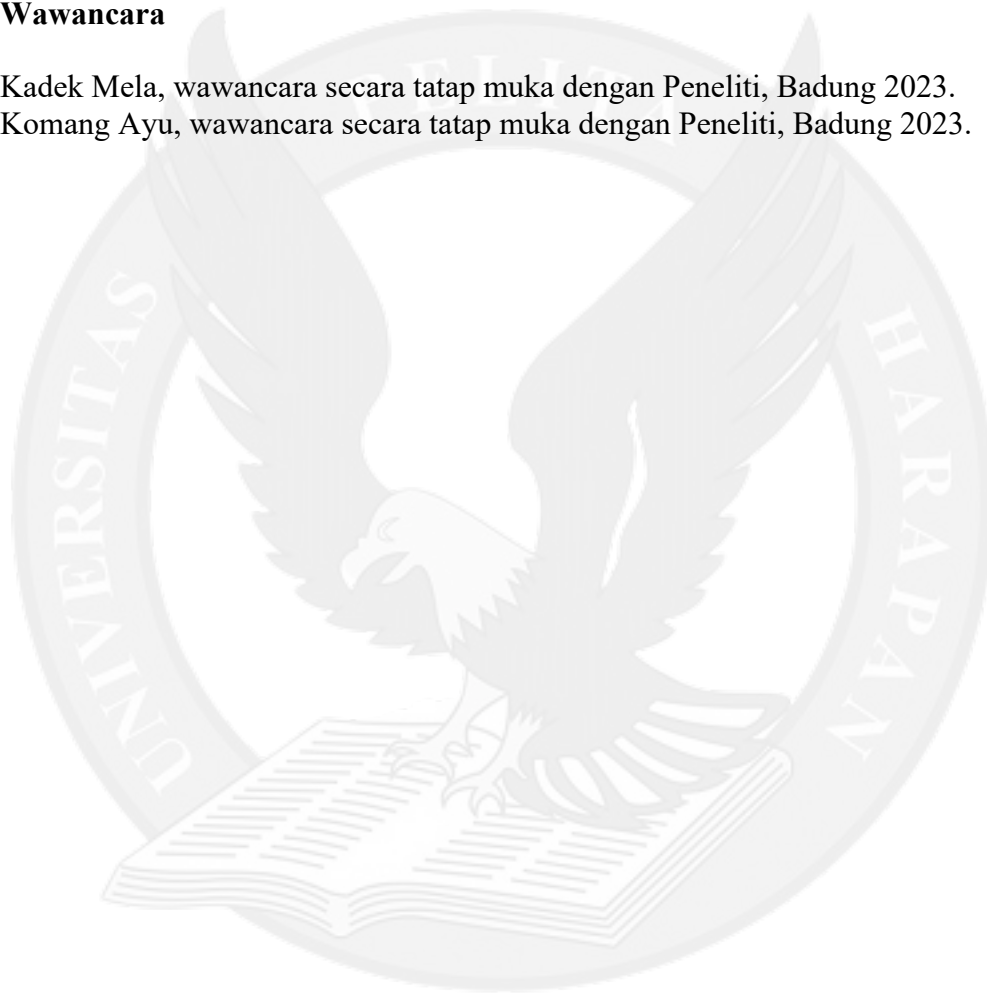 Wawancara
Kadek Mela, wawancara secara tatap muka dengan Peneliti, Badung 2023.
Komang Ayu, wawancara secara tatap muka dengan Peneliti, Badung 2023.
UNIVERSITAS PELITA HARAPAN